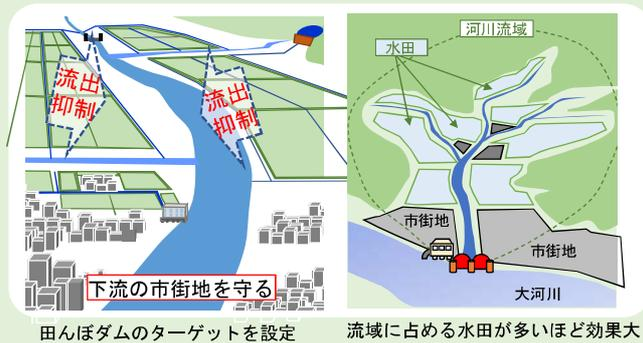 流出
抑制
流出
抑制
下流の市街地を守る
田んぼダムのターゲットを設定
河川流域
水田
市街地
市街地
大河川
流域に占める水田が多いほど効果大